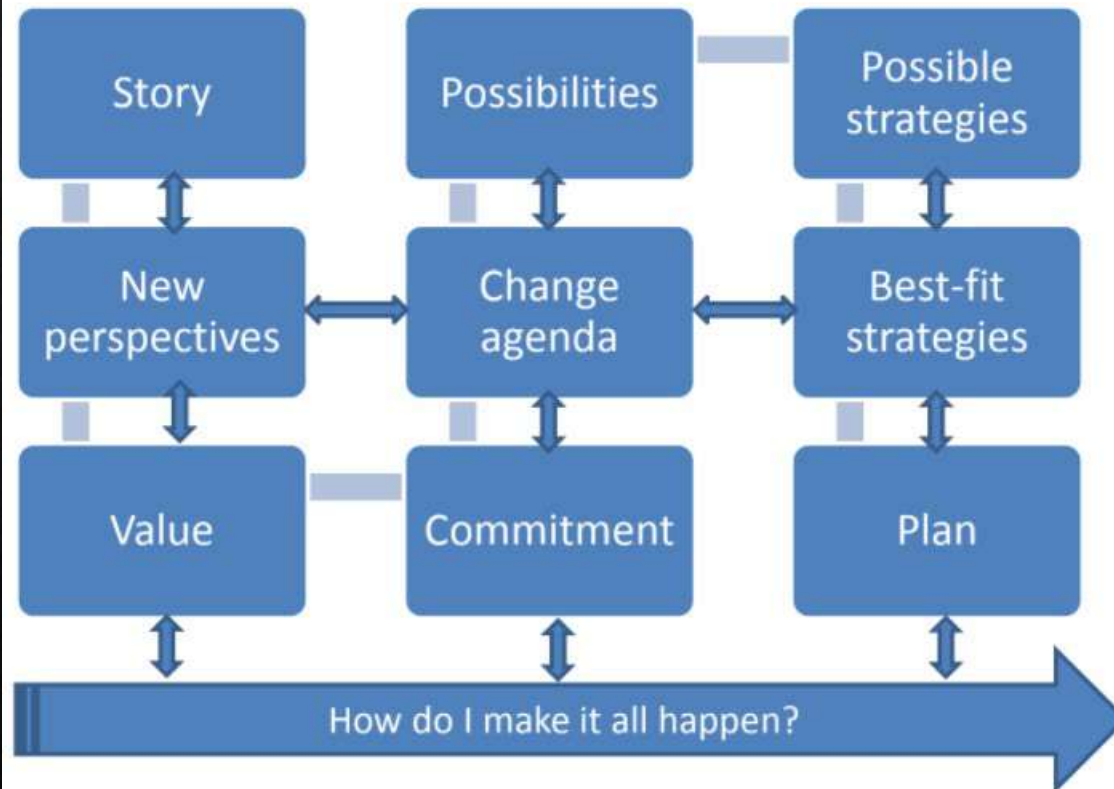 Story
Possibilities
Possible
strategies
New
perspectives
Change
agenda
Best-fit
strategies
Value
Commitment
Plan
How do I make it all happen?